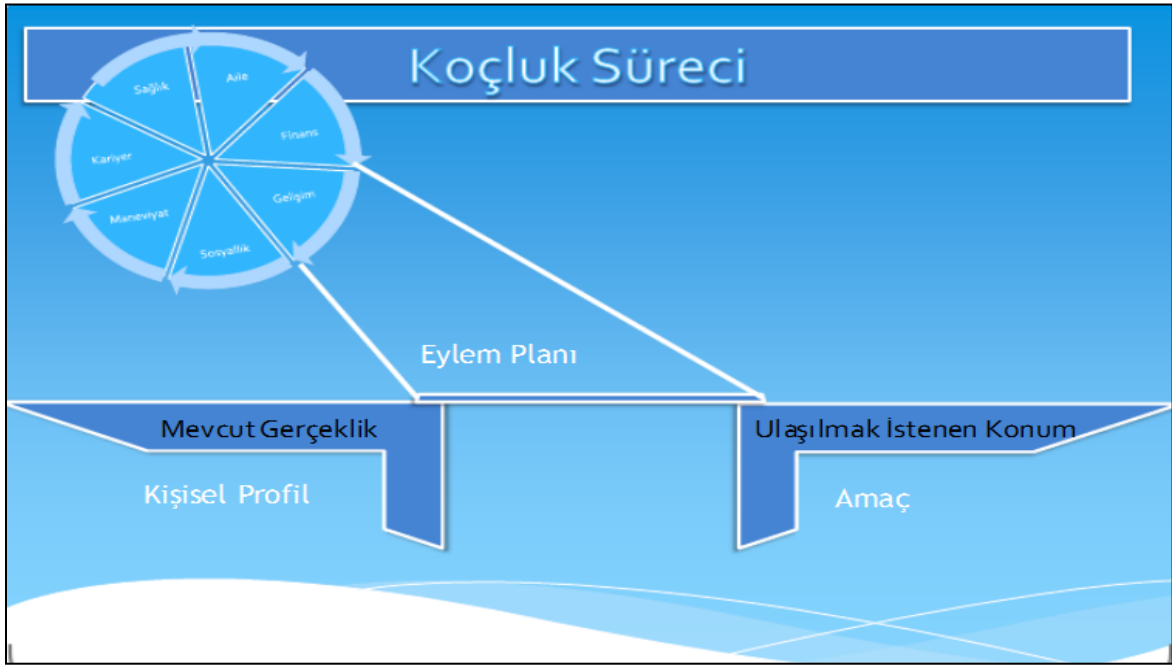 Koçluk Süreci
Sağlık
Aile
Finans
Gelişim
Sosyallik
Maneviyat
Kariyer
Eylem Planı
Mevcut Gerçeklik
Ulaşılmak İstenen Konum
Kişisel Profil
Amaç